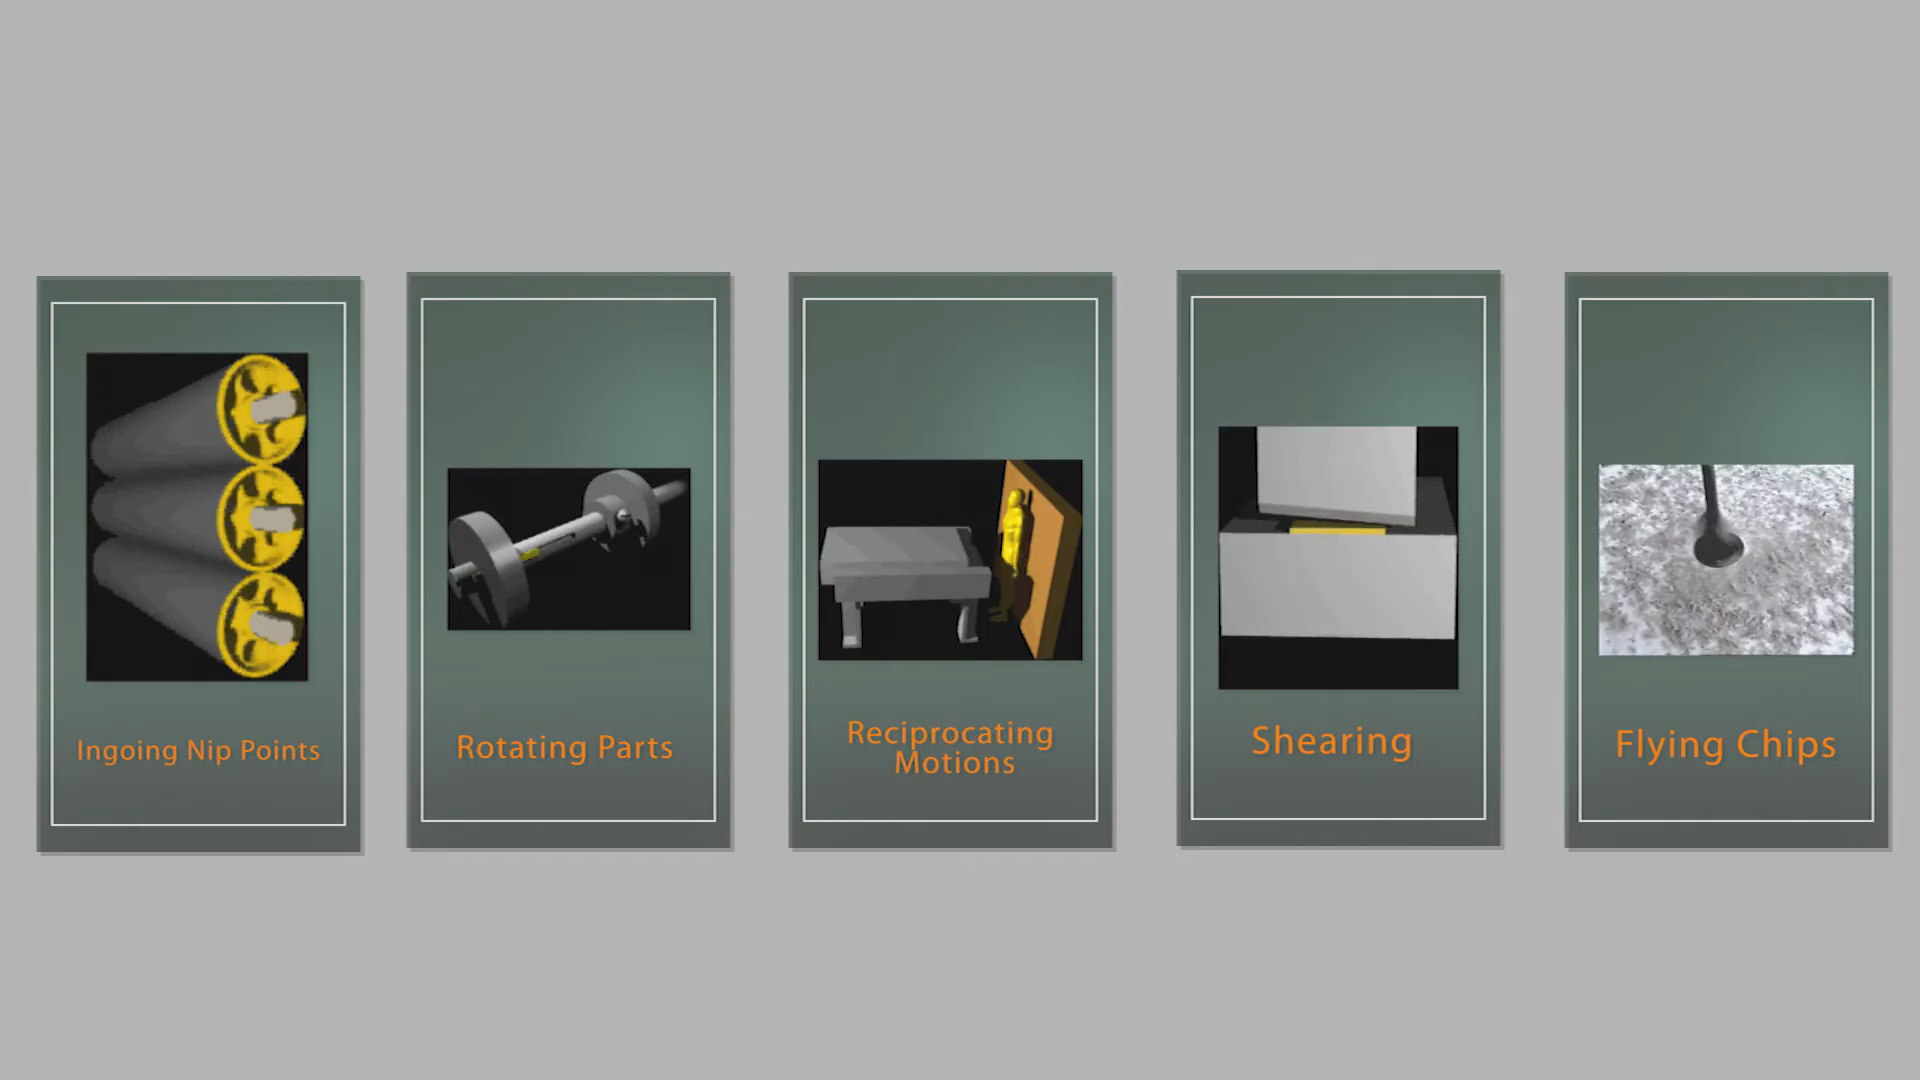 Ingoing Nip Points
Rotating Parts
Reciprocating
Motions
Shearing
Flying Chips